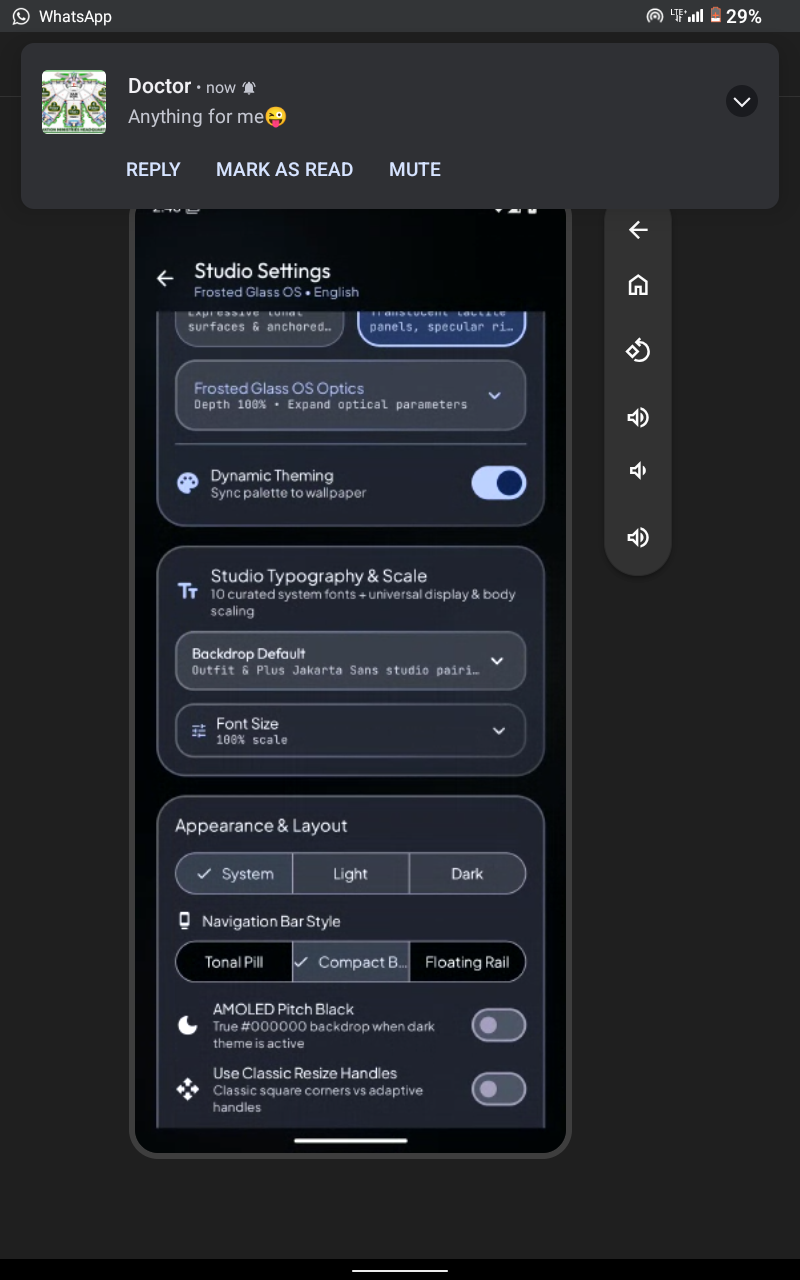 WhatsApp
LTE+ 29%
Doctor • now
Anything for me😜
REPLY MARK AS READ MUTE
Studio Settings
Frosted Glass OS • English
Expressive tonal
surfaces & anchored…
Translucent tactile
panels, specular ri…
Frosted Glass OS Optics
Depth 100% • Expand optical parameters
Dynamic Theming
Sync palette to wallpaper
Studio Typography & Scale
10 curated system fonts + universal display & body
scaling
Backdrop Default
Outfit & Plus Jakarta Sans studio pairi…
Font Size
100% scale
Appearance & Layout
System Light Dark
Navigation Bar Style
Tonal Pill Compact B… Floating Rail
AMOLED Pitch Black
True #000000 backdrop when dark
theme is active
Use Classic Resize Handles
Classic square corners vs adaptive
handles